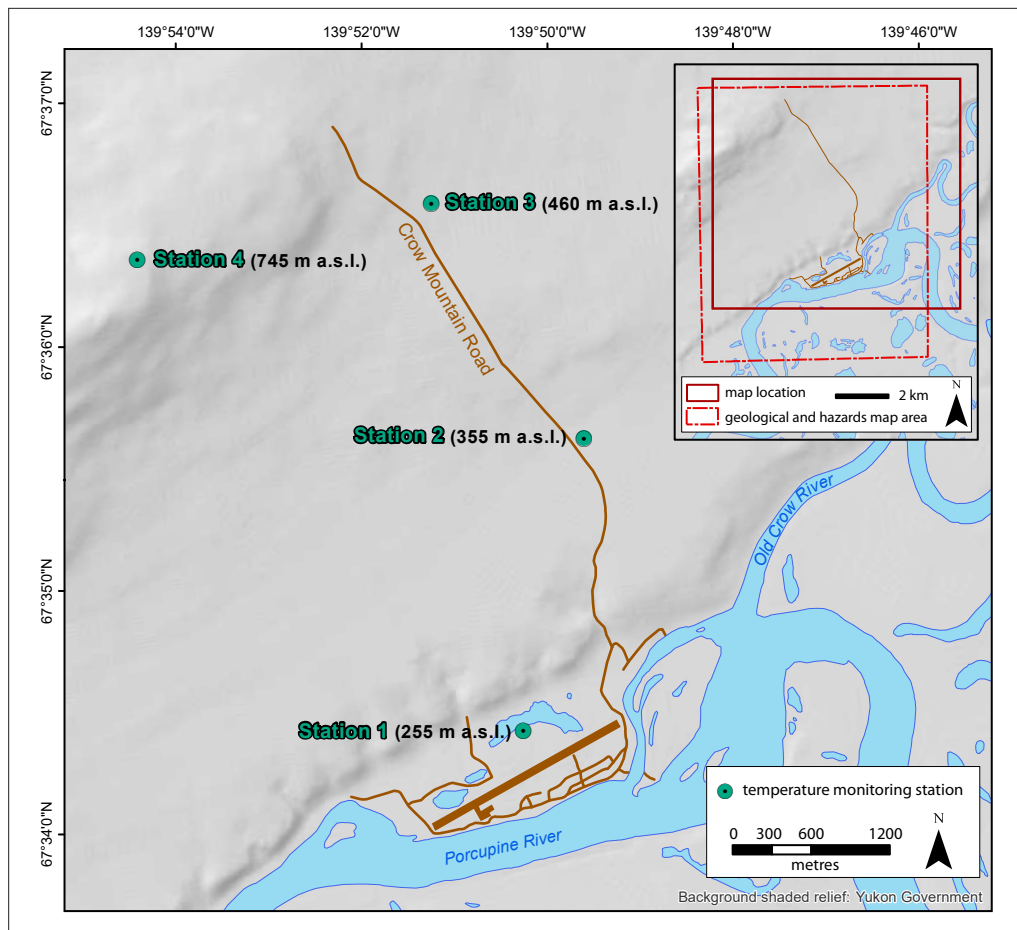 139°54'0"W
139°52'0"W
139°50'0"W
139°48'0"W
139°46'0"W
67°37'0"N
67°36'0"N
67°35'0"N
67°34'0"N
Station 3 (460 m a.s.l.)
Station 4 (745 m a.s.l.)
Crow Mountain Road
Station 2 (355 m a.s.l.)
Old Crow River
Station 1 (255 m a.s.l.)
Porcupine River
N
map location
2 km
geological and hazards map area
temperature monitoring station
N
0 300 600 1200
metres
Background shaded relief: Yukon Government